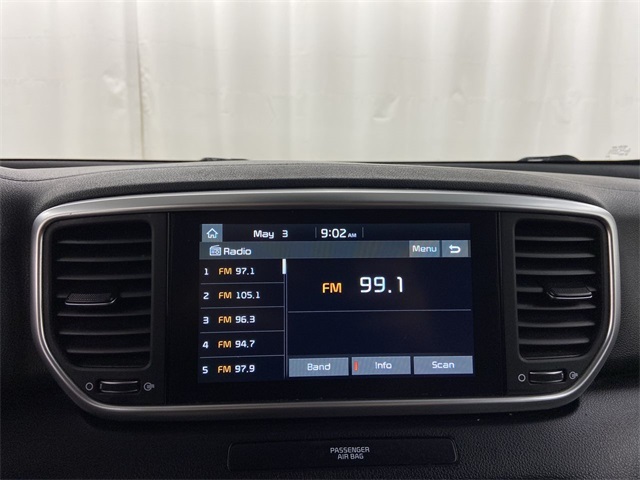 May 3 9:02 AM
Radio Menu
1 FM 97.1
2 FM 105.1
3 FM 96.3
4 FM 94.7
5 FM 97.9
FM 99.1
Band Info Scan
PASSENGER
AIR BAG